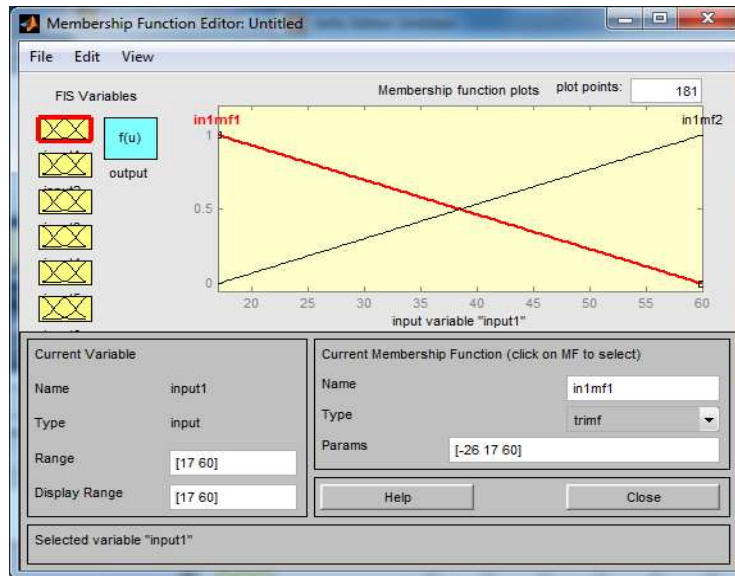 Membership Function Editor: Untitled
File Edit View
FIS Variables
f(u)
output
Membership function plots plot points: 181
in1mf1 in1mf2
1
0.5
0
20 25 30 35 40 45 50 55 60
input variable "input1"
Current Variable
Name input1
Type input
Range [17 60]
Display Range [17 60]
Current Membership Function (click on MF to select)
Name in1mf1
Type trimf
Params [-26 17 60]
Help Close
Selected variable "input1"